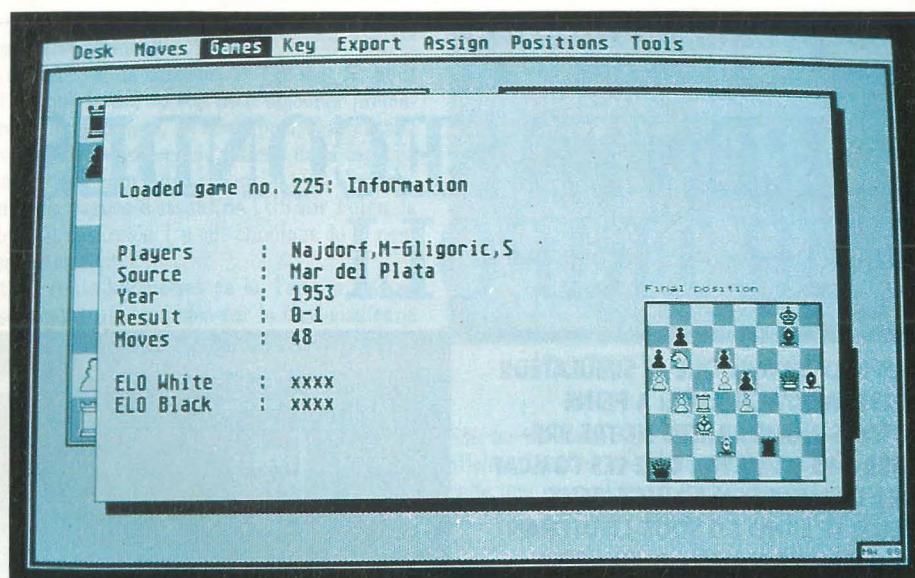 Desk Moves Games Key Export Assign Positions Tools
Loaded game no. 225: Information
Players : Najdorf,M-Gligoric,S
Source : Mar del Plata
Year : 1953
Result : 0-1
Moves : 48
ELO White : xxxx
ELO Black : xxxx
Final position